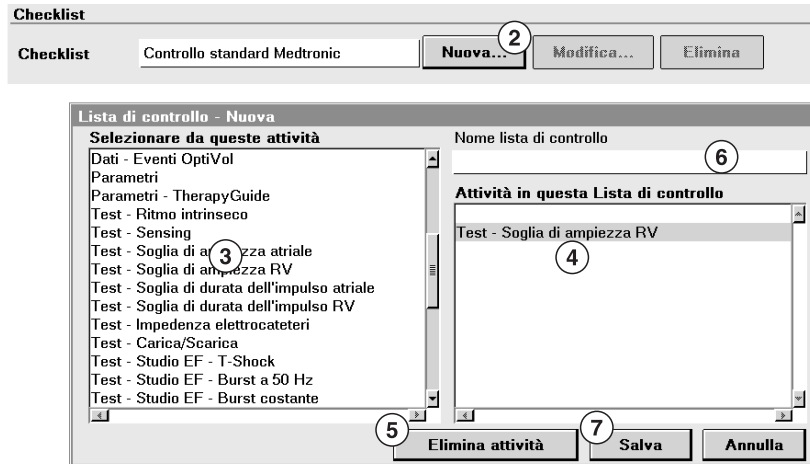 Checklist
Checklist Controllo standard Medtronic Nuova... 2 Modifica... Elimina
Lista di controllo - Nuova
Selezionare da queste attività
Dati - Eventi OptiVol
Parametri
Parametri - TherapyGuide
Test - Ritmo intrinseco
Test - Sensing
Test - Soglia di ampiezza atriale
Test - Soglia di ampiezza RV
3
Test - Soglia di durata dell'impulso atriale
Test - Soglia di durata dell'impulso RV
Test - Impedenza elettrocateteri
Test - Carica/Scarica
Test - Studio EF - T-Shock
Test - Studio EF - Burst a 50 Hz
Test - Studio EF - Burst costante
Nome lista di controllo
6
Attività in questa Lista di controllo
Test - Soglia di ampiezza RV
4
5 Elimina attività 7 Salva Annulla